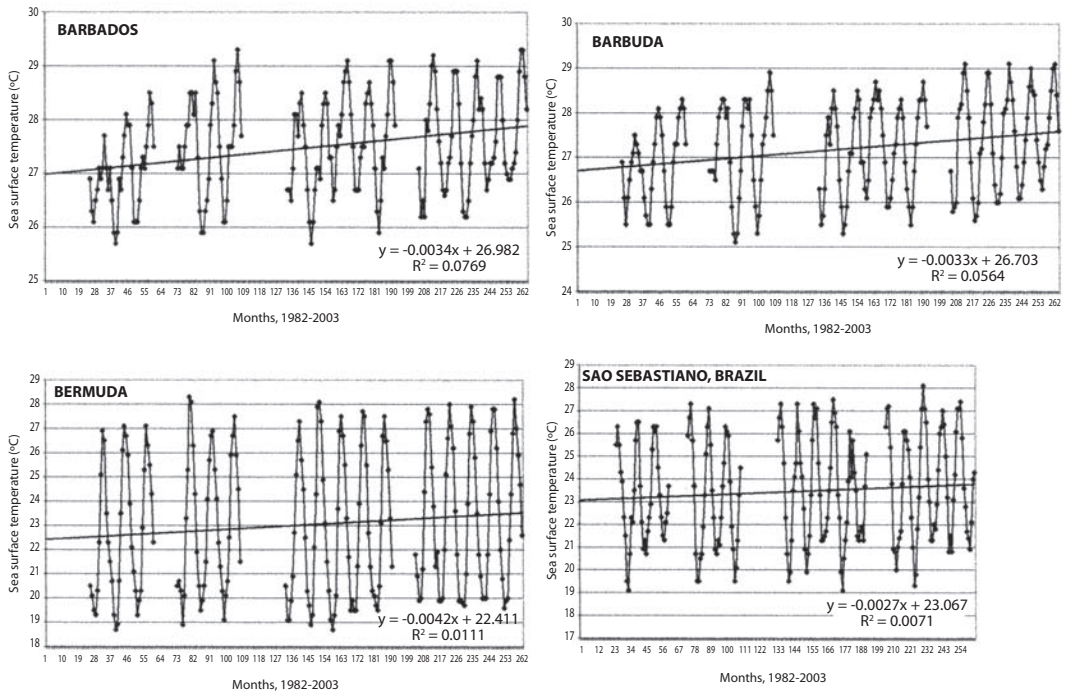 BARBADOS
Sea surface temperature (ºC)
30
29
28
27
26
25
y = -0.0034x + 26.982
R² = 0.0769
1 10 19 28 37 46 55 64 73 82 91 100 109 118 127 136 145 154 163 172 181 190 199 208 217 226 235 244 253 262
Months, 1982-2003
BARBUDA
Sea surface temperature (ºC)
30
29
28
27
26
25
24
y = -0.0033x + 26.703
R² = 0.0564
1 10 19 28 37 46 55 64 73 82 91 100 109 118 127 136 145 154 163 172 181 190 199 208 217 226 235 244 253 262
Months, 1982-2003
BERMUDA
Sea surface temperature (ºC)
29
28
27
26
25
24
23
22
21
20
19
18
y = -0.0042x + 22.411
R² = 0.0111
1 10 19 28 37 46 55 64 73 82 91 100 109 118 127 136 145 154 163 172 181 190 199 208 217 226 235 244 253 262
Months, 1982-2003
SAO SEBASTIANO, BRAZIL
Sea surface temperature (ºC)
29
28
27
26
25
24
23
22
21
20
19
18
17
y = -0.0027x + 23.067
R² = 0.0071
1 12 23 34 45 56 67 78 89 100 111 122 133 144 155 166 177 188 199 210 221 232 243 254
Months, 1982-2003